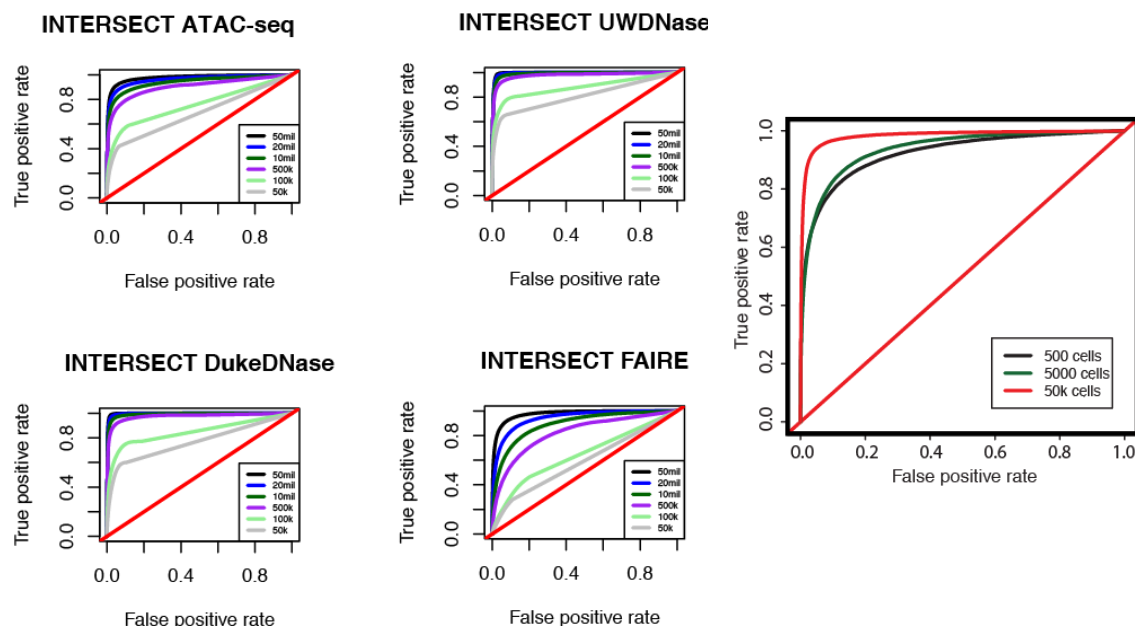 INTERSECT ATAC-seq
True positive rate
0.8
0.4
0.0
50mil
20mil
10mil
500k
100k
50k
0.0 0.4 0.8
False positive rate
INTERSECT UWDNase
True positive rate
0.8
0.4
0.0
50mil
20mil
10mil
500k
100k
50k
0.0 0.4 0.8
False positive rate
INTERSECT DukeDNase
True positive rate
0.8
0.4
0.0
50mil
20mil
10mil
500k
100k
50k
0.0 0.4 0.8
False positive rate
INTERSECT FAIRE
True positive rate
0.8
0.4
0.0
50mil
20mil
10mil
500k
100k
50k
0.0 0.4 0.8
False positive rate
True positive rate
1.0
0.8
0.6
0.4
0.2
0.0
500 cells
5000 cells
50k cells
0.0 0.2 0.4 0.6 0.8 1.0
False positive rate